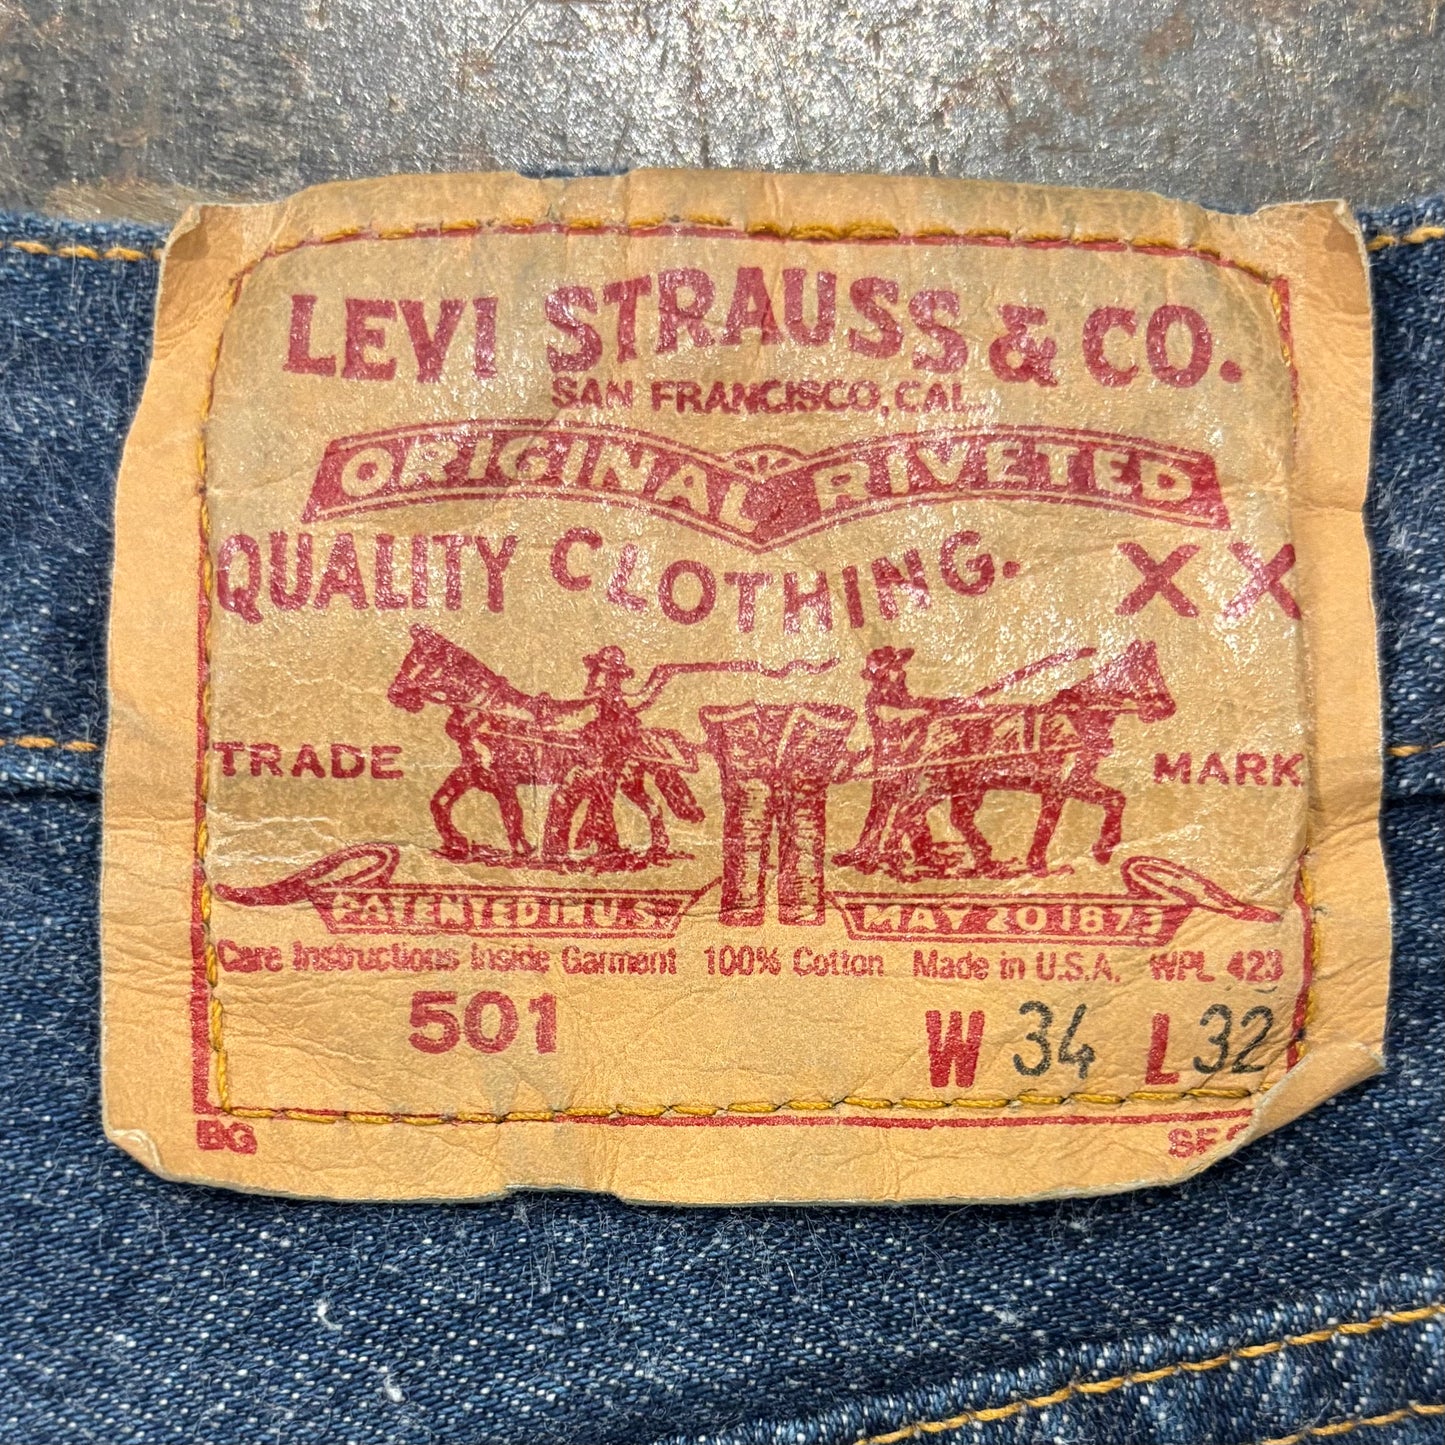 LEVI STRAUSS & CO.
SAN FRANCISCO, CAL.
ORIGINAL RIVETED
QUALITY CLOTHING. XX
TRADE MARK
PATENTED IN U.S. MAY 20 1873
Care Instructions Inside Garment 100% Cotton Made in U.S.A. WPL 423
501 W 34 L 32
BG